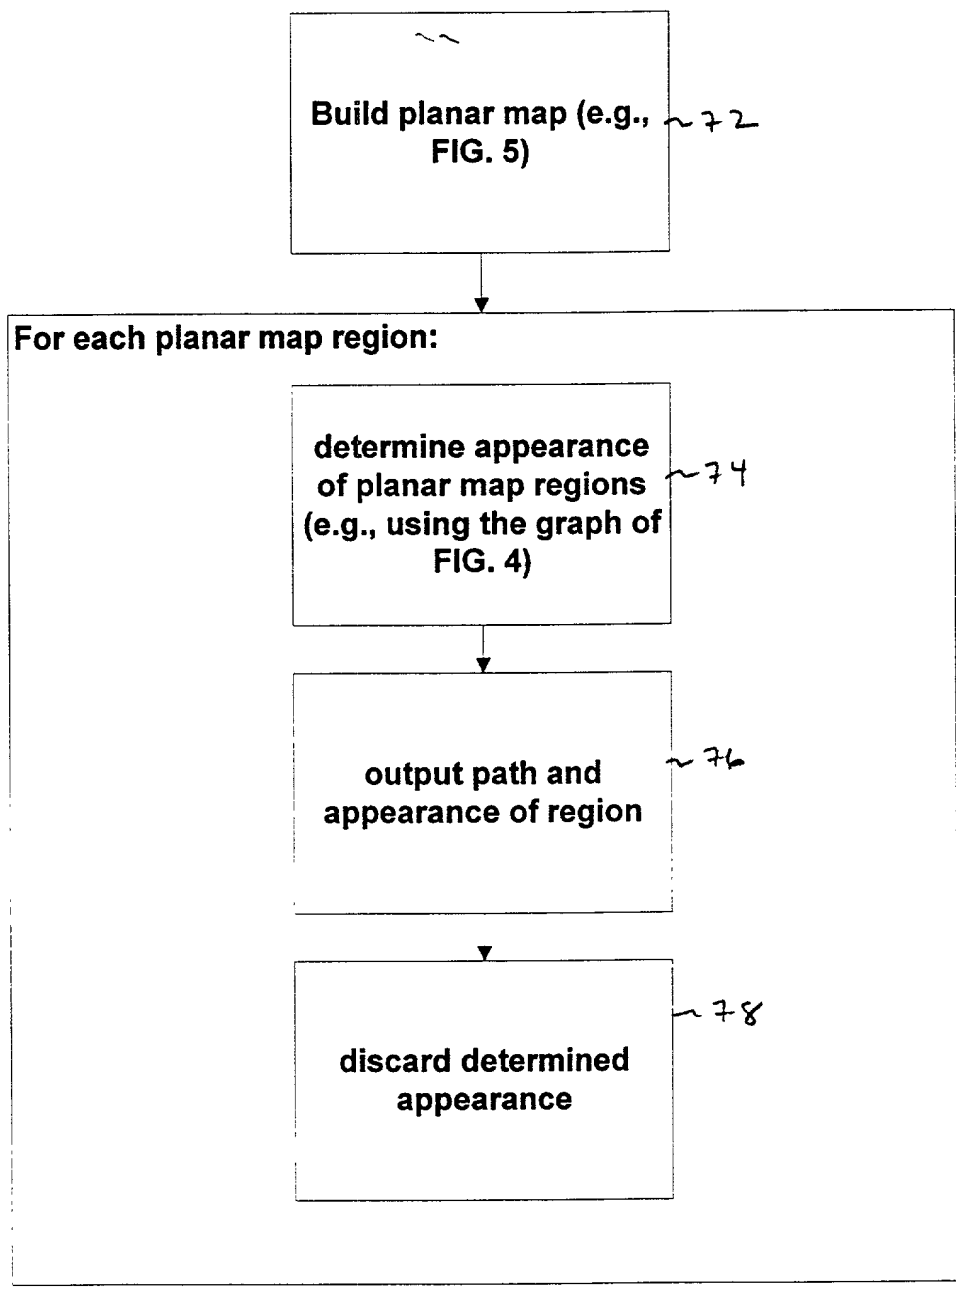 Build planar map (e.g., 72
FIG. 5)
For each planar map region:
determine appearance
of planar map regions 74
(e.g., using the graph of
FIG. 4)
output path and 76
appearance of region
78
discard determined
appearance